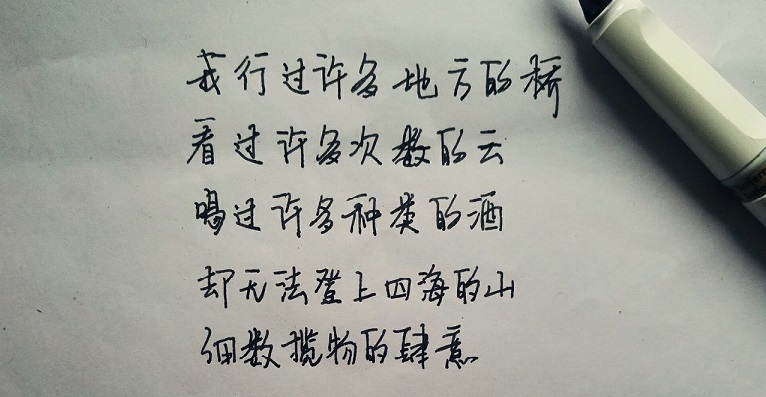 我行过许多地方的桥
看过许多次数的云
喝过许多种类的酒
却无法登上四海的山
细数揽物的肆意